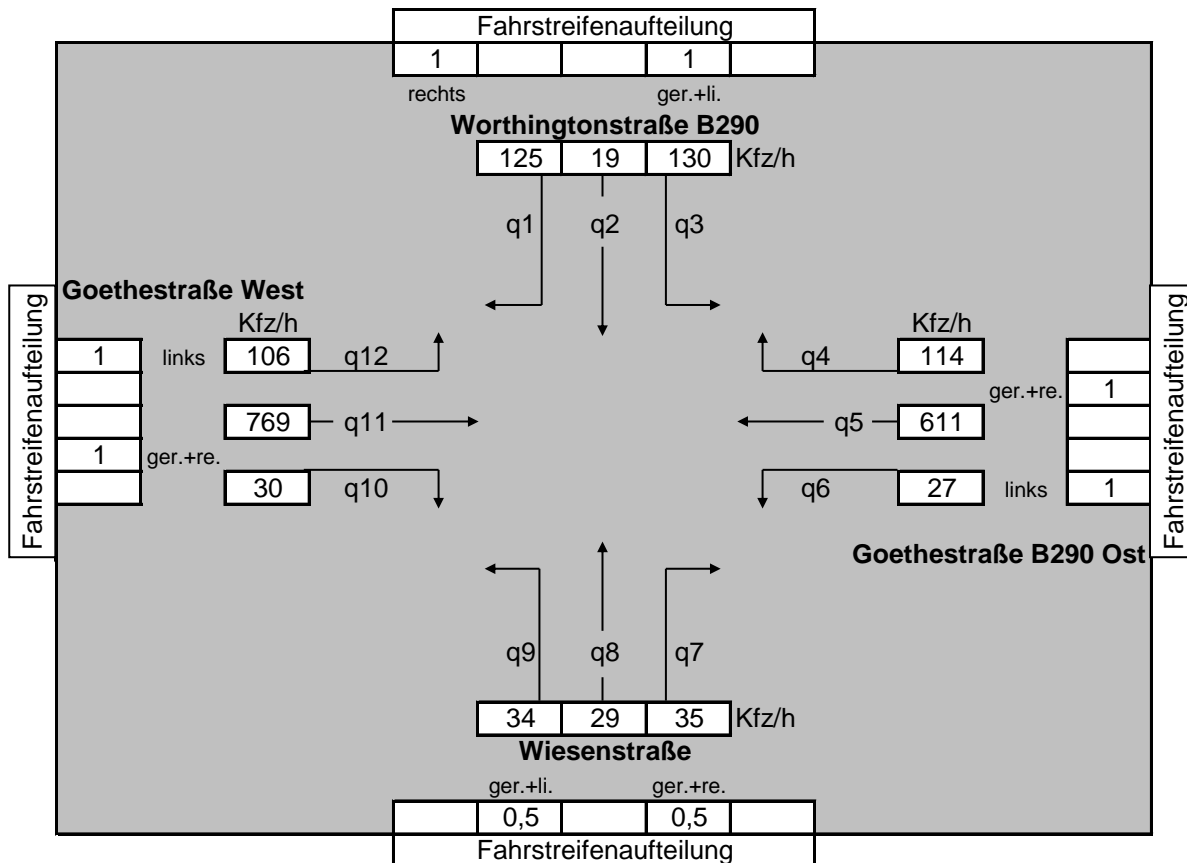 Fahrstreifenaufteilung
1 1
rechts ger.+li.
Worthingtonstraße B290
125 19 130 Kfz/h
q1 q2 q3
Goethestraße West
Fahrstreifenaufteilung
Kfz/h
1 links 106 q12
769 q11
1 ger.+re.
30 q10
Kfz/h
q4 114
ger.+re. 1
q5 611
q6 27 links 1
Fahrstreifenaufteilung
Goethestraße B290 Ost
q9 q8 q7
34 29 35 Kfz/h
Wiesenstraße
ger.+li. ger.+re.
0,5 0,5
Fahrstreifenaufteilung